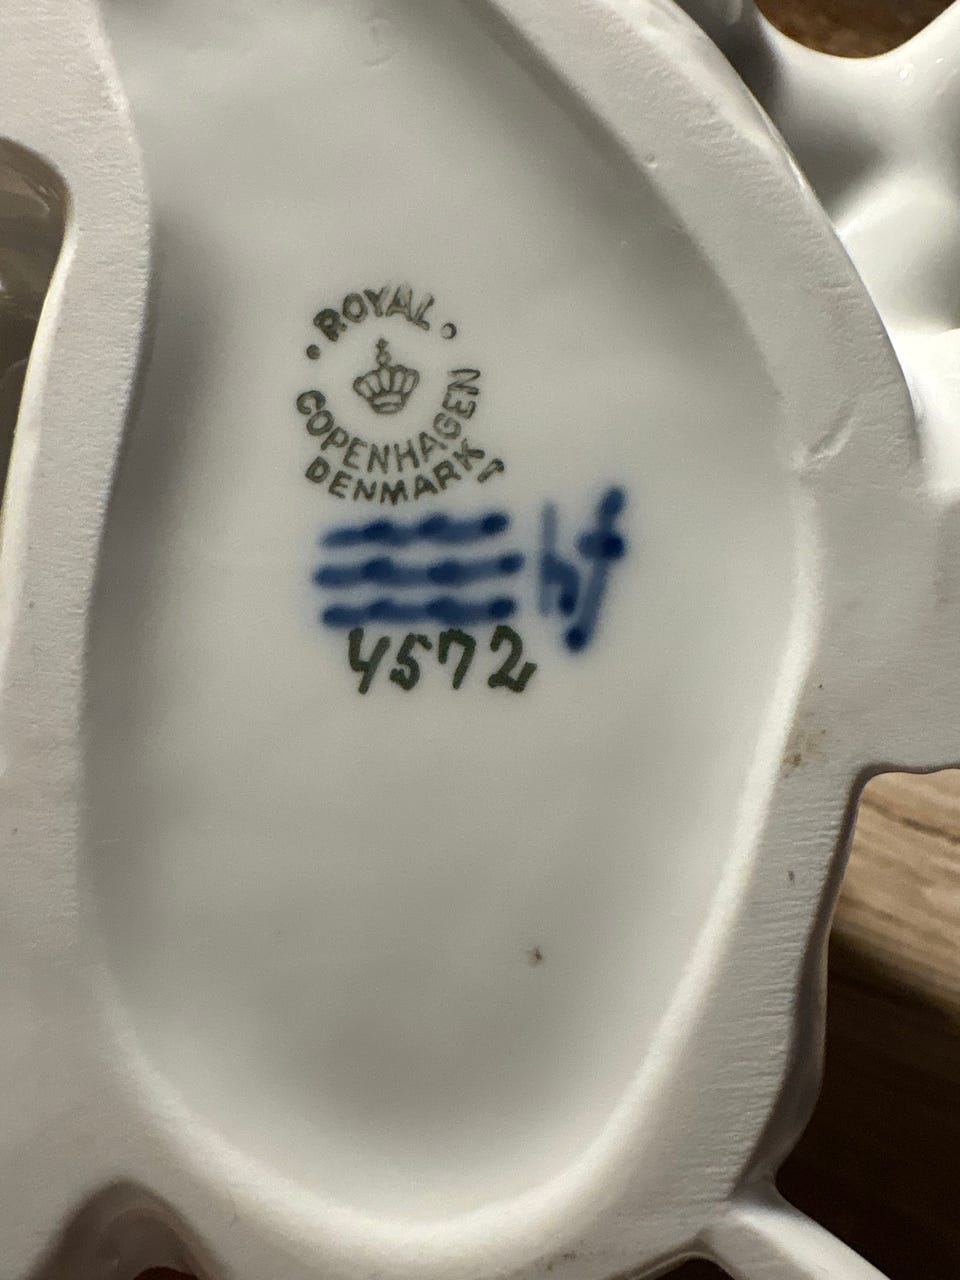 ROYAL
COPENHAGEN
DENMARK
4572